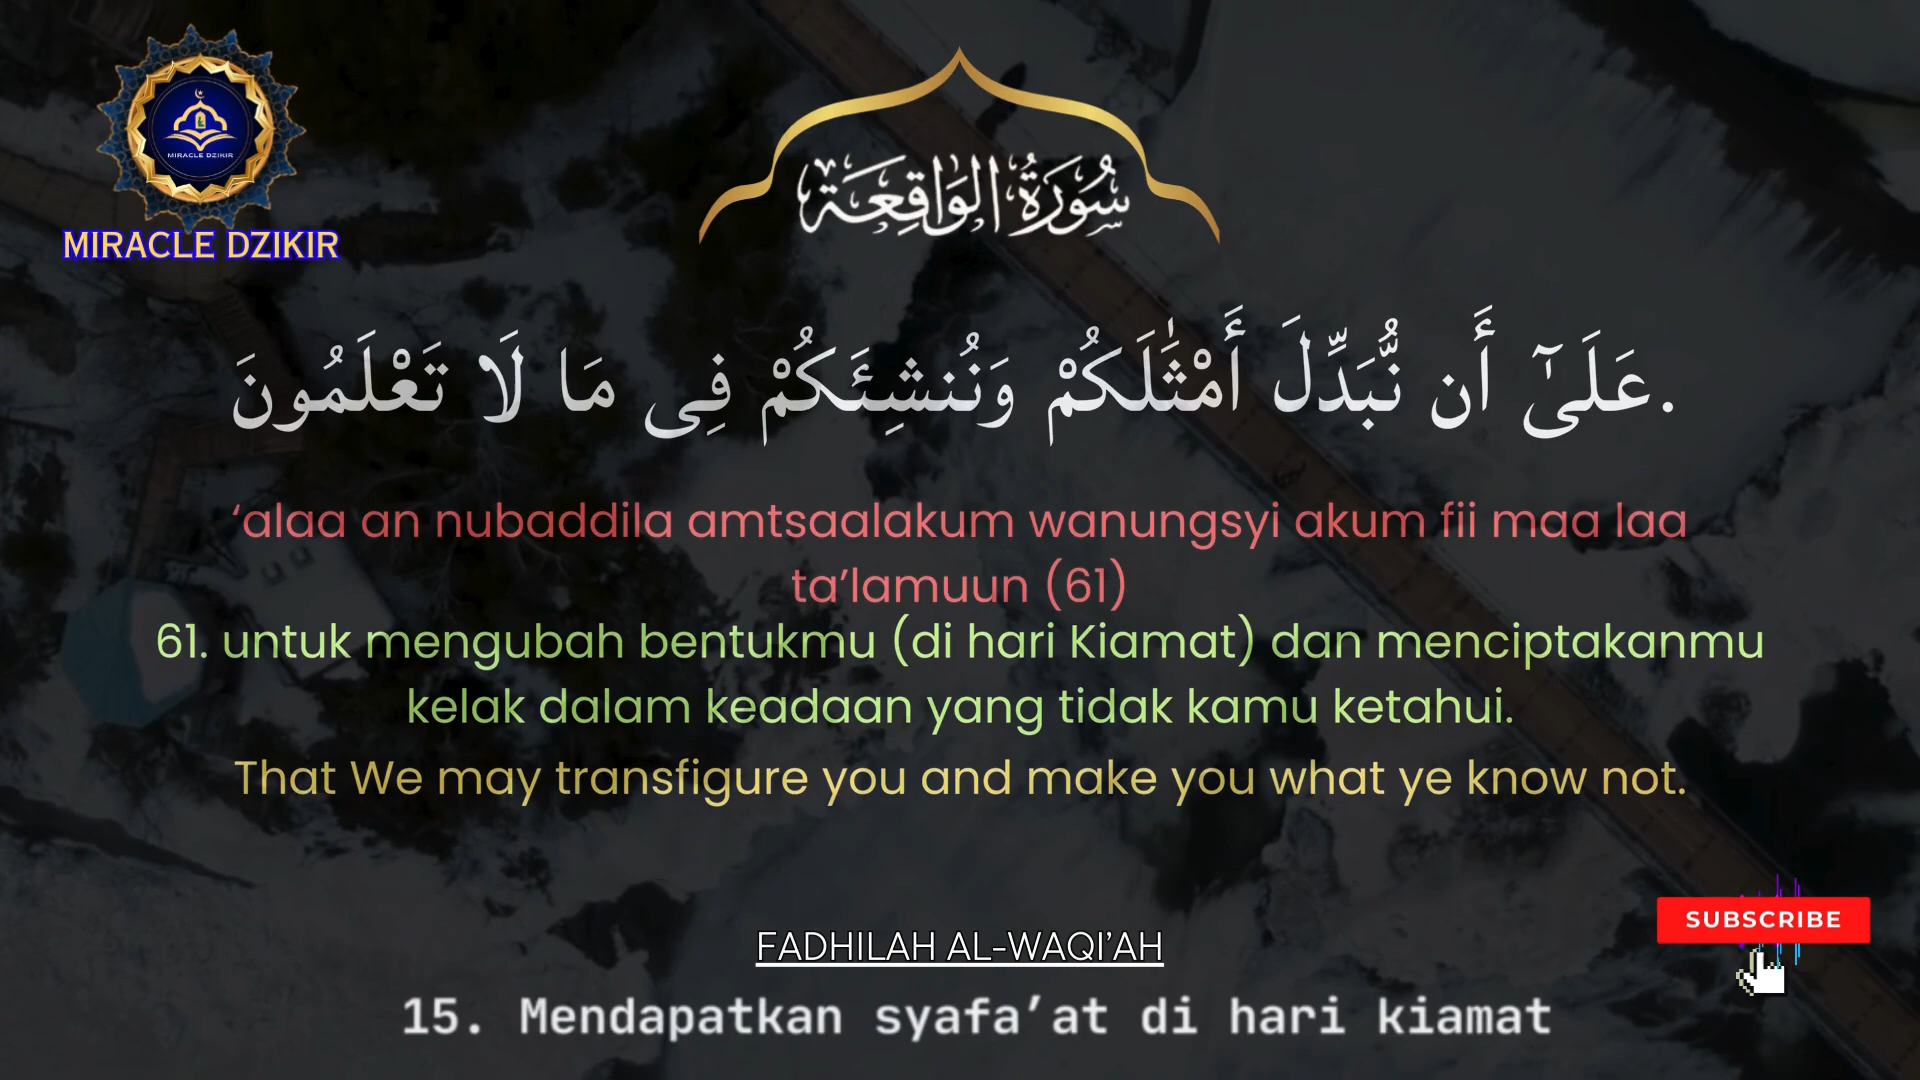 MIRACLE DZIKIR
MIRACLE DZIKIR
سُورَةُ الوَاقِعَة
عَلَىٰٓ أَن نُّبَدِّلَ أَمْثَٰلَكُمْ وَنُنشِئَكُمْ فِى مَا لَا تَعْلَمُونَ.
‘alaa an nubaddila amtsaalakum wanungsyi akum fii maa laa
ta’lamuun (61)
61. untuk mengubah bentukmu (di hari Kiamat) dan menciptakanmu
kelak dalam keadaan yang tidak kamu ketahui.
That We may transfigure you and make you what ye know not.
SUBSCRIBE
FADHILAH AL-WAQI’AH
15. Mendapatkan syafa’at di hari kiamat